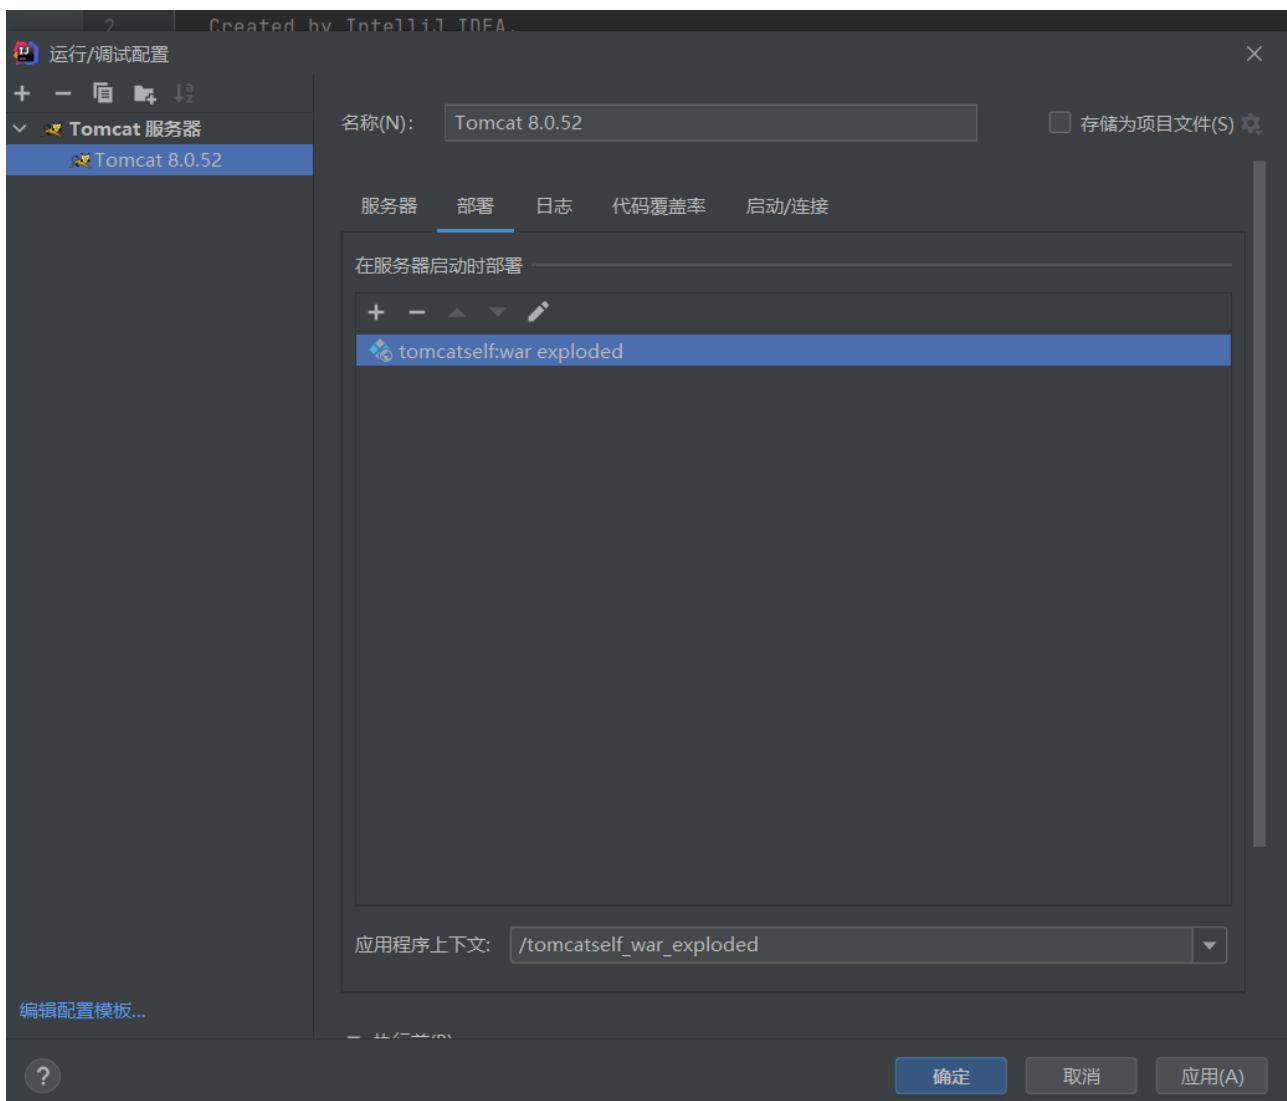 2 Created by IntelliJ IDEA.
运行/调试配置
Tomcat 服务器
Tomcat 8.0.52
名称(N):
Tomcat 8.0.52
存储为项目文件(S)
服务器 部署 日志 代码覆盖率 启动/连接
在服务器启动时部署
tomcatself:war exploded
应用程序上下文:
/tomcatself_war_exploded
编辑配置模板...
执行前(B)
?
确定 取消 应用(A)